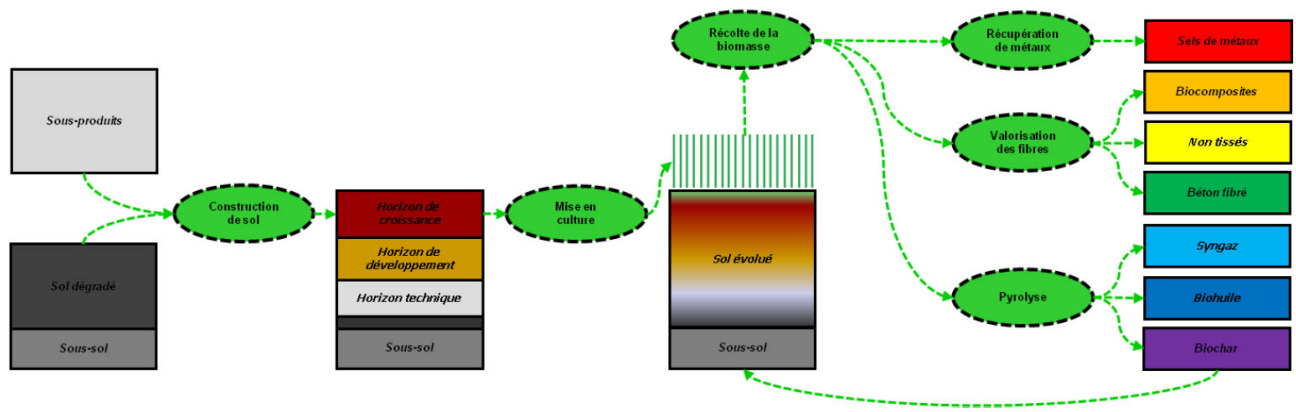 Sous-produits
Sol dégradé
Sous-sol
Construction
de sol
Horizon de
croissance
Horizon de
développement
Horizon technique
Sous-sol
Mise en
culture
Sol évolué
Sous-sol
Récolte de la
biomasse
Récupération
de métaux
Valorisation
des fibres
Pyrolyse
Sels de métaux
Biocomposites
Non tissés
Béton fibré
Syngaz
Biohuile
Biochar